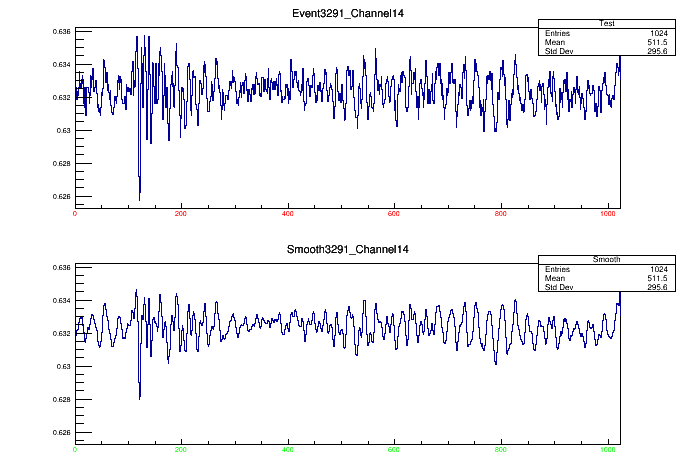 Event3291_Channel14
Test
Entries 1024
Mean 511.5
Std Dev 295.6
0.636
0.634
0.632
0.63
0.628
0.626
0 200 400 600 800 1000
Smooth3291_Channel14
Smooth
Entries 1024
Mean 511.5
Std Dev 295.6
0.636
0.634
0.632
0.63
0.628
0.626
0 200 400 600 800 1000